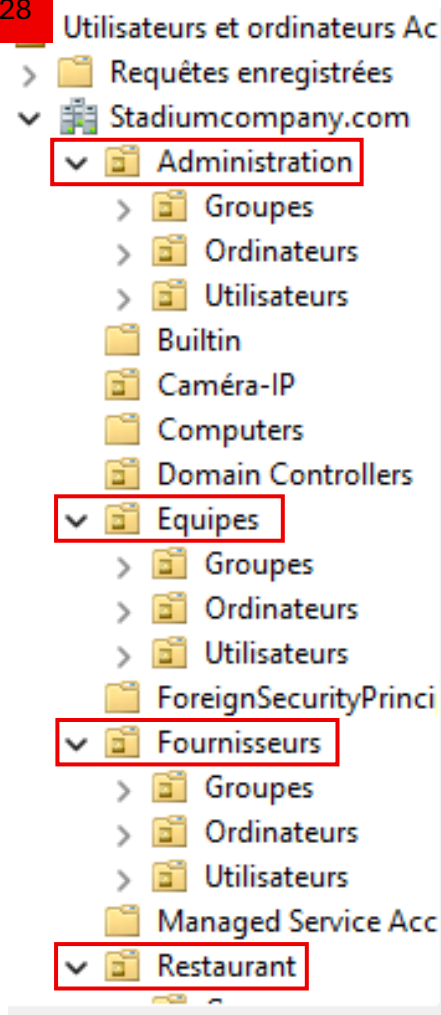 28
Utilisateurs et ordinateurs Ac
Requêtes enregistrées
Stadiumcompany.com
Administration
Groupes
Ordinateurs
Utilisateurs
Builtin
Caméra-IP
Computers
Domain Controllers
Equipes
Groupes
Ordinateurs
Utilisateurs
ForeignSecurityPrinci
Fournisseurs
Groupes
Ordinateurs
Utilisateurs
Managed Service Acc
Restaurant